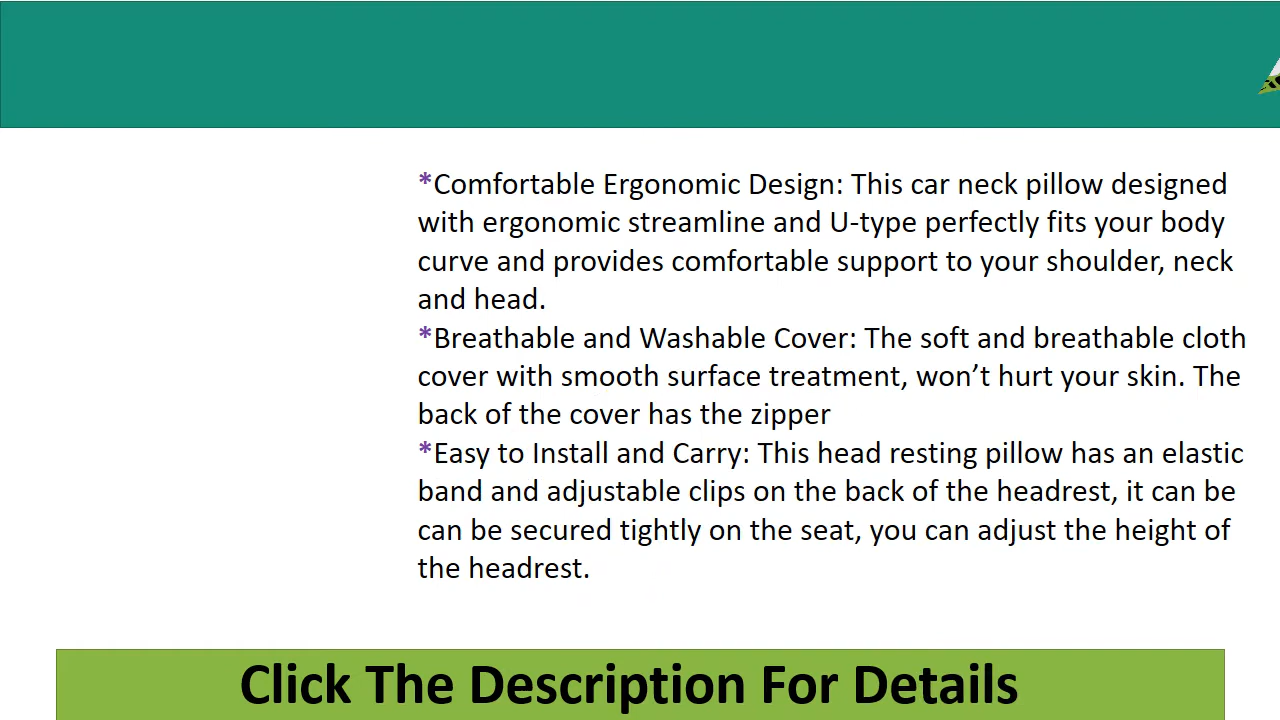 *Comfortable Ergonomic Design: This car neck pillow designed
with ergonomic streamline and U-type perfectly fits your body
curve and provides comfortable support to your shoulder, neck
and head.
*Breathable and Washable Cover: The soft and breathable cloth
cover with smooth surface treatment, won’t hurt your skin. The
back of the cover has the zipper
*Easy to Install and Carry: This head resting pillow has an elastic
band and adjustable clips on the back of the headrest, it can be
can be secured tightly on the seat, you can adjust the height of
the headrest.
Click The Description For Details